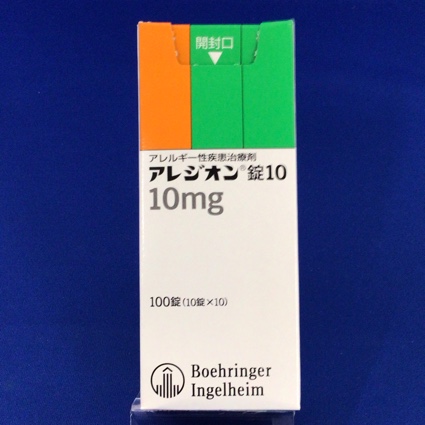 開封口
アレルギー性疾患治療剤
アレジオン®錠10
10mg
100錠(10錠×10)
Boehringer
Ingelheim